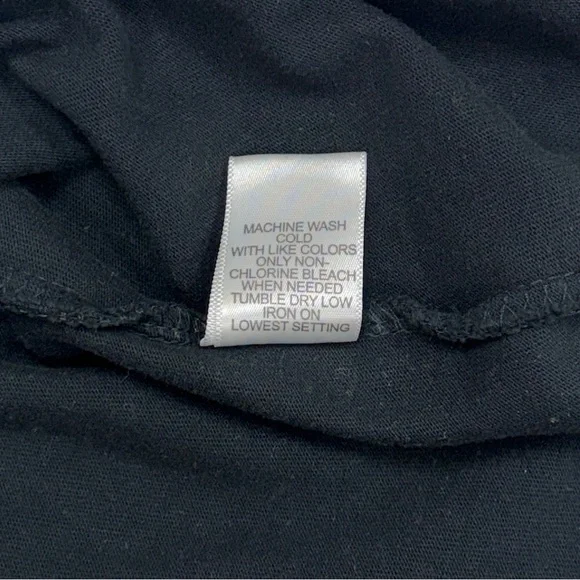 MACHINE WASH
COLD
WITH LIKE COLORS
ONLY NON-
CHLORINE BLEACH
WHEN NEEDED
TUMBLE DRY LOW
IRON ON
LOWEST SETTING